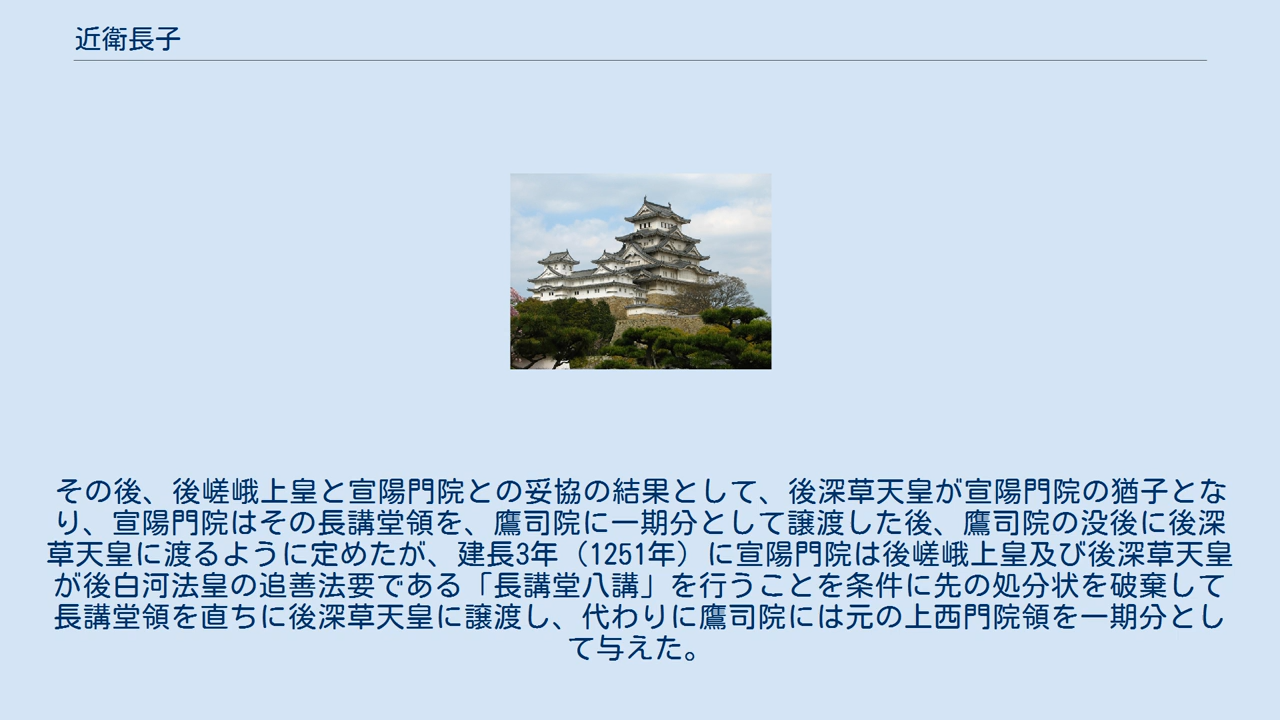 近衛長子
その後、後嵯峨上皇と宣陽門院との妥協の結果として、後深草天皇が宣陽門院の猶子とな
り、宣陽門院はその長講堂領を、鷹司院に一期分として譲渡した後、鷹司院の没後に後深
草天皇に渡るように定めたが、建長3年（1251年）に宣陽門院は後嵯峨上皇及び後深草天皇
が後白河法皇の追善法要である「長講堂八講」を行うことを条件に先の処分状を破棄して
長講堂領を直ちに後深草天皇に譲渡し、代わりに鷹司院には元の上西門院領を一期分とし
て与えた。